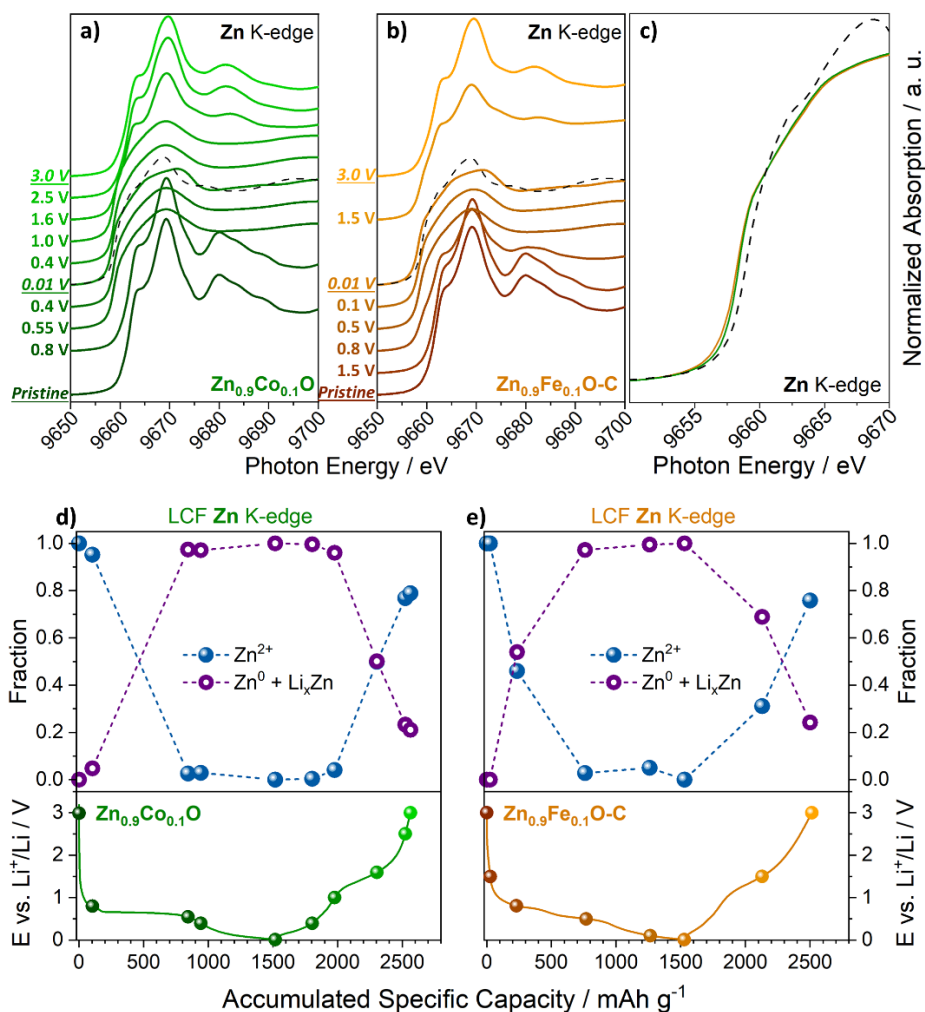 a)
Zn K-edge
3.0 V
2.5 V
1.6 V
1.0 V
0.4 V
0.01 V
0.4 V
0.55 V
0.8 V
Pristine
Zn0.9Co0.1O
9650 9660 9670 9680 9690 9700
b)
Zn K-edge
3.0 V
1.5 V
0.01 V
0.1 V
0.5 V
0.8 V
1.5 V
Pristine
Zn0.9Fe0.1O-C
9650 9660 9670 9680 9690 9700
Photon Energy / eV
c)
Zn K-edge
9655 9660 9665 9670
Photon Energy / eV
Normalized Absorption / a. u.
d)
LCF Zn K-edge
1.0
0.8
0.6
0.4
0.2
0.0
Fraction
Zn2+
Zn0 + LixZn
Zn0.9Co0.1O
3
2
1
0
E vs. Li+/Li / V
0 500 1000 1500 2000 2500
e)
LCF Zn K-edge
Zn2+
Zn0 + LixZn
1.0
0.8
0.6
0.4
0.2
0.0
Fraction
Zn0.9Fe0.1O-C
3
2
1
0
E vs. Li+/Li / V
0 500 1000 1500 2000 2500
Accumulated Specific Capacity / mAh g-1